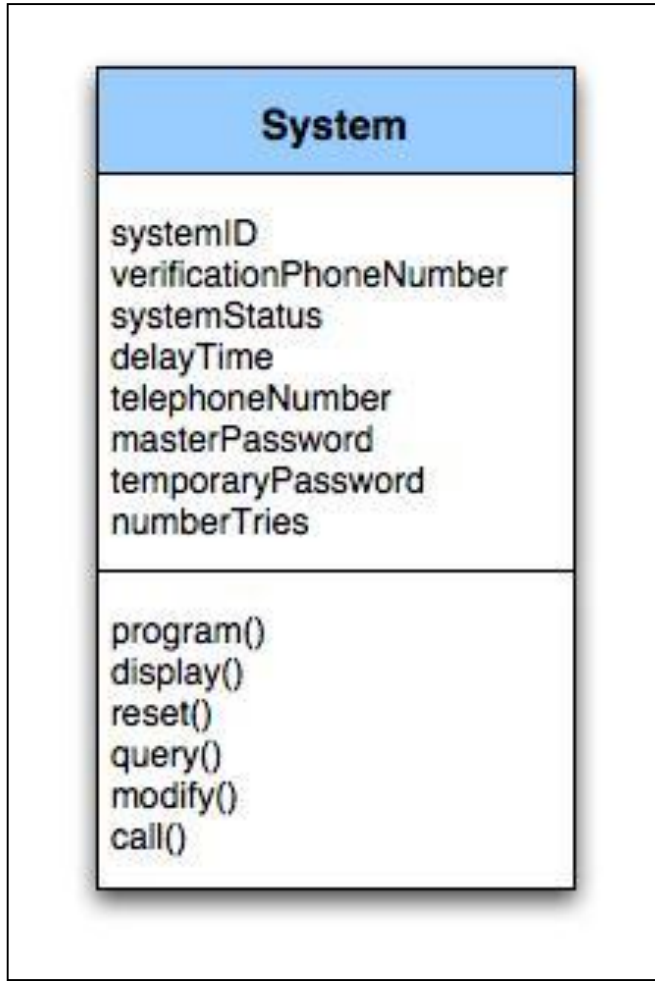 System
systemID
verificationPhoneNumber
systemStatus
delayTime
telephoneNumber
masterPassword
temporaryPassword
numberTries
program()
display()
reset()
query()
modify()
call()